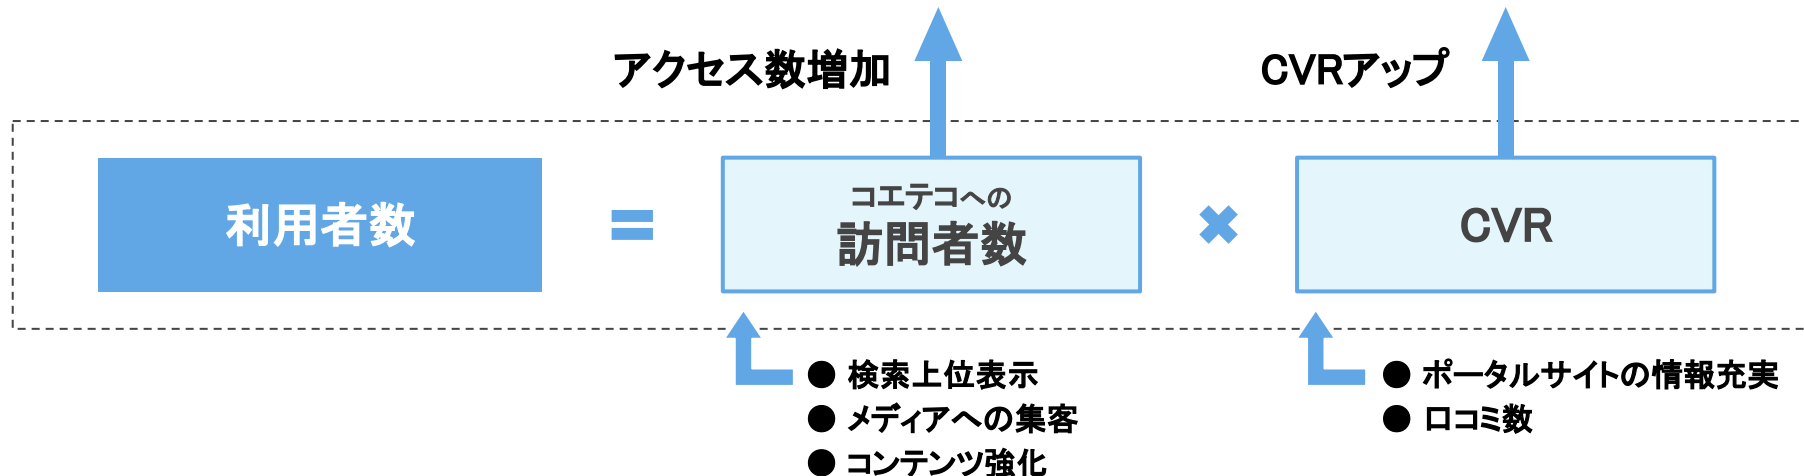 アクセス数増加
CVRアップ
利用者数
=
コエテコへの
訪問者数
×
CVR
● 検索上位表示
● メディアへの集客
● コンテンツ強化
● ポータルサイトの情報充実
● 口コミ数